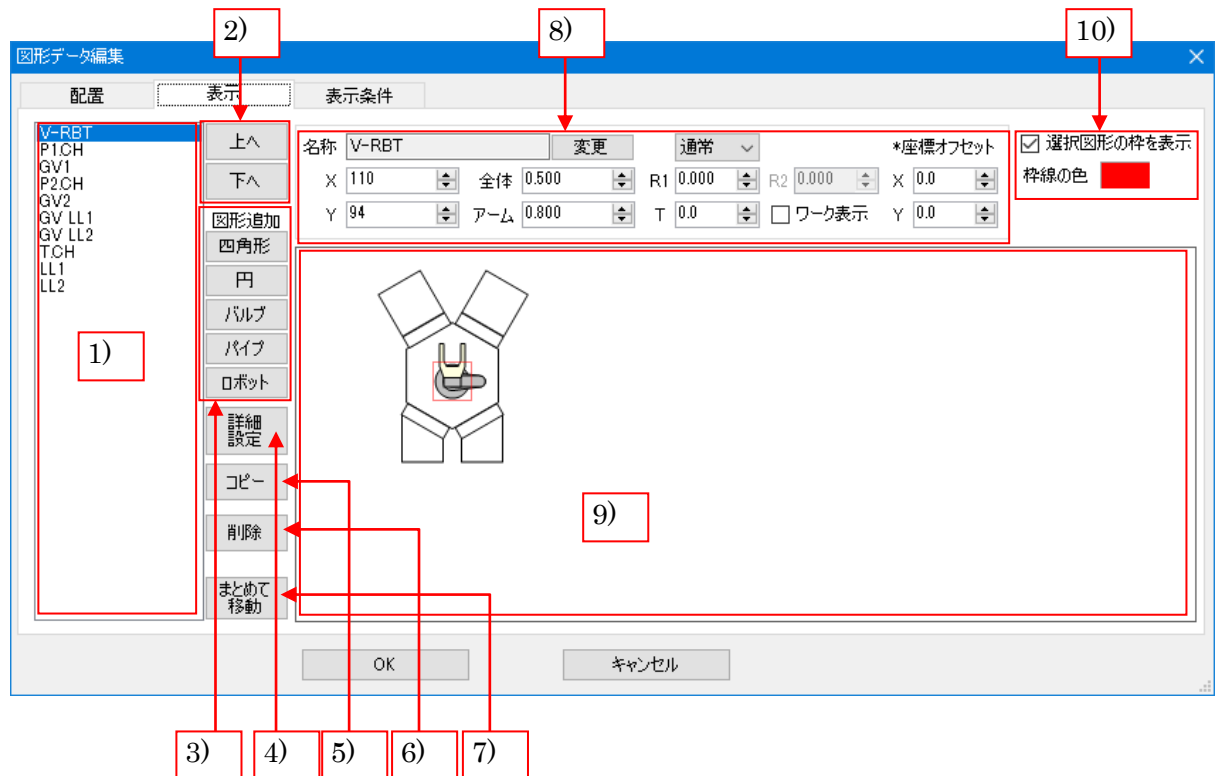 2)
8)
10)
図形データ編集
配置
表示
表示条件
V-RBT
P1.CH
GV1
P2.CH
GV2
GV LL1
GV LL2
T.CH
LL1
LL2
1)
上へ
下へ
図形追加
四角形
円
バルブ
パイプ
ロボット
詳細
設定
コピー
削除
まとめて
移動
名称 V-RBT 変更 通常 *座標オフセット
X 110 全体 0.500 R1 0.000 R2 0.000 X 0.0
Y 94 アーム 0.800 T 0.0 ワーク表示 Y 0.0
選択図形の枠を表示
枠線の色
9)
OK
キャンセル
3)
4)
5)
6)
7)